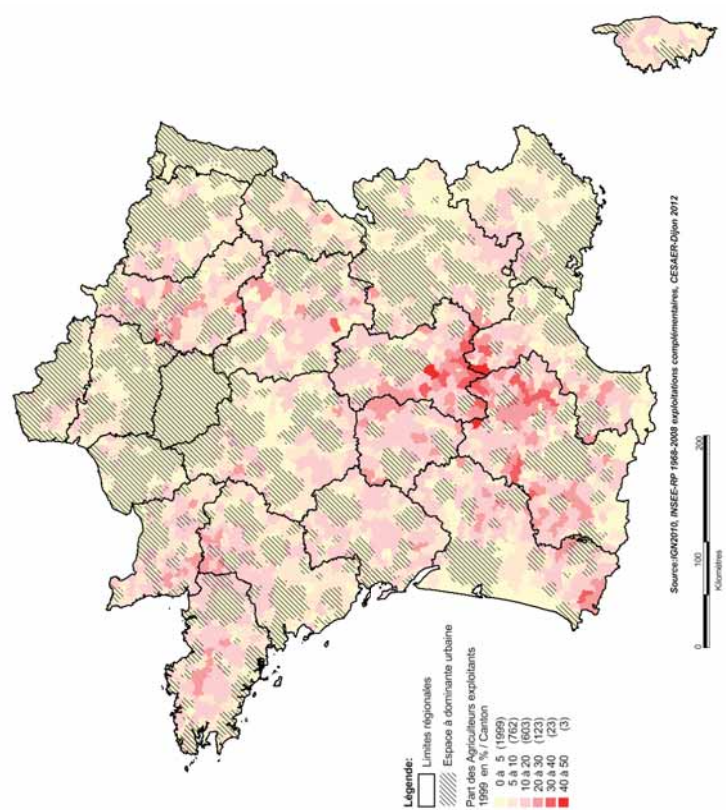 Légende:
Limites régionales
Espace à dominante urbaine
Part des Agriculteurs exploitants
1999 en % / Canton
0 à 5 (1999)
5 à 10 (762)
10 à 20 (603)
20 à 30 (123)
30 à 40 (23)
40 à 50 (3)
0 100 200
Kilomètres
Source:IGN2010, INSEE-RP 1968-2008 exploitations complémentaires, CESAER-Dijon 2012